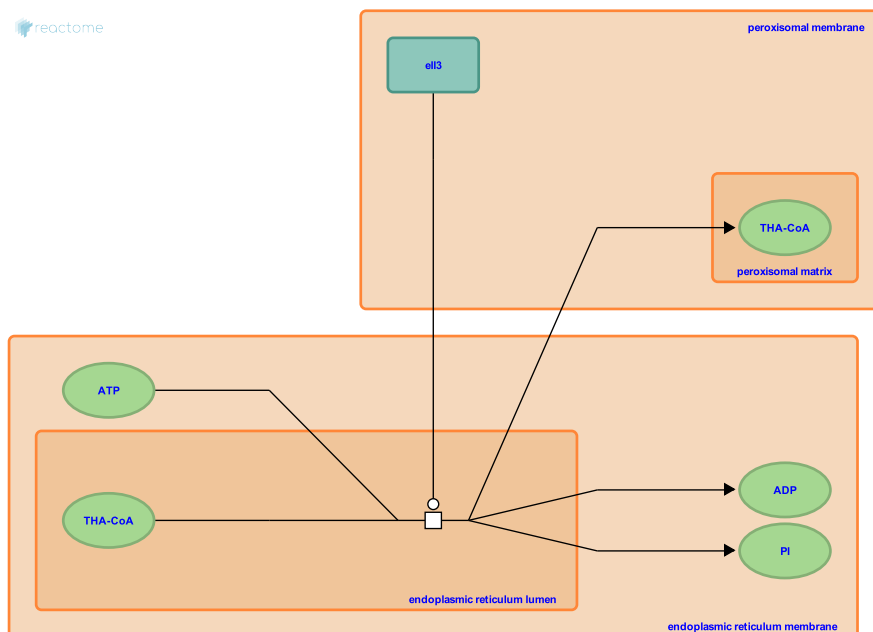 reactome
peroxisomal membrane
ell3
THA-CoA
peroxisomal matrix
ATP
THA-CoA
ADP
PI
endoplasmic reticulum lumen
endoplasmic reticulum membrane